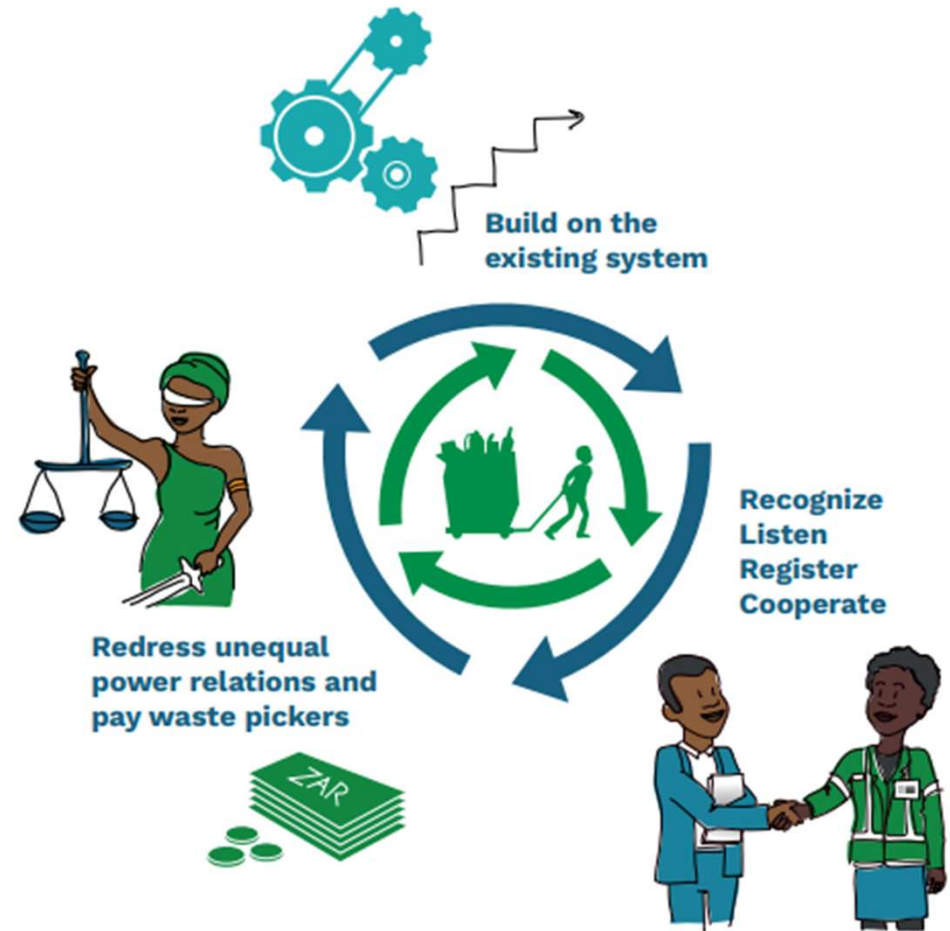 Build on the
existing system
Recognize
Listen
Register
Cooperate
Redress unequal
power relations and
pay waste pickers
ZAR